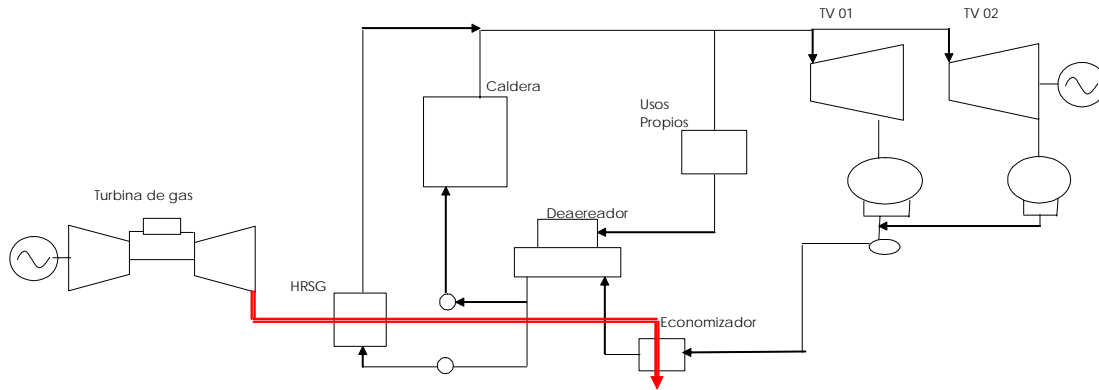 TV 01
TV 02
Caldera
Usos
Propios
Turbina de gas
Deaereador
HRSG
Economizador